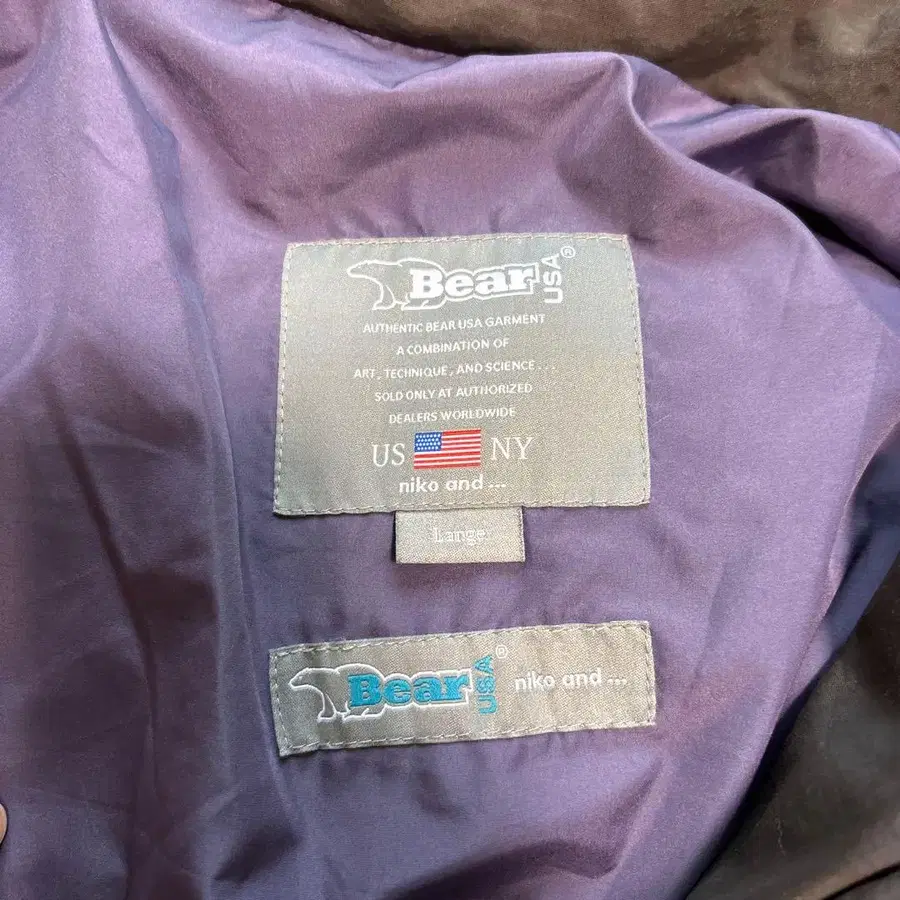 Bear USA®
AUTHENTIC BEAR USA GARMENT
A COMBINATION OF
ART, TECHNIQUE, AND SCIENCE...
SOLD ONLY AT AUTHORIZED
DEALERS WORLDWIDE
US NY
niko and ...
Large
Bear USA® niko and ...